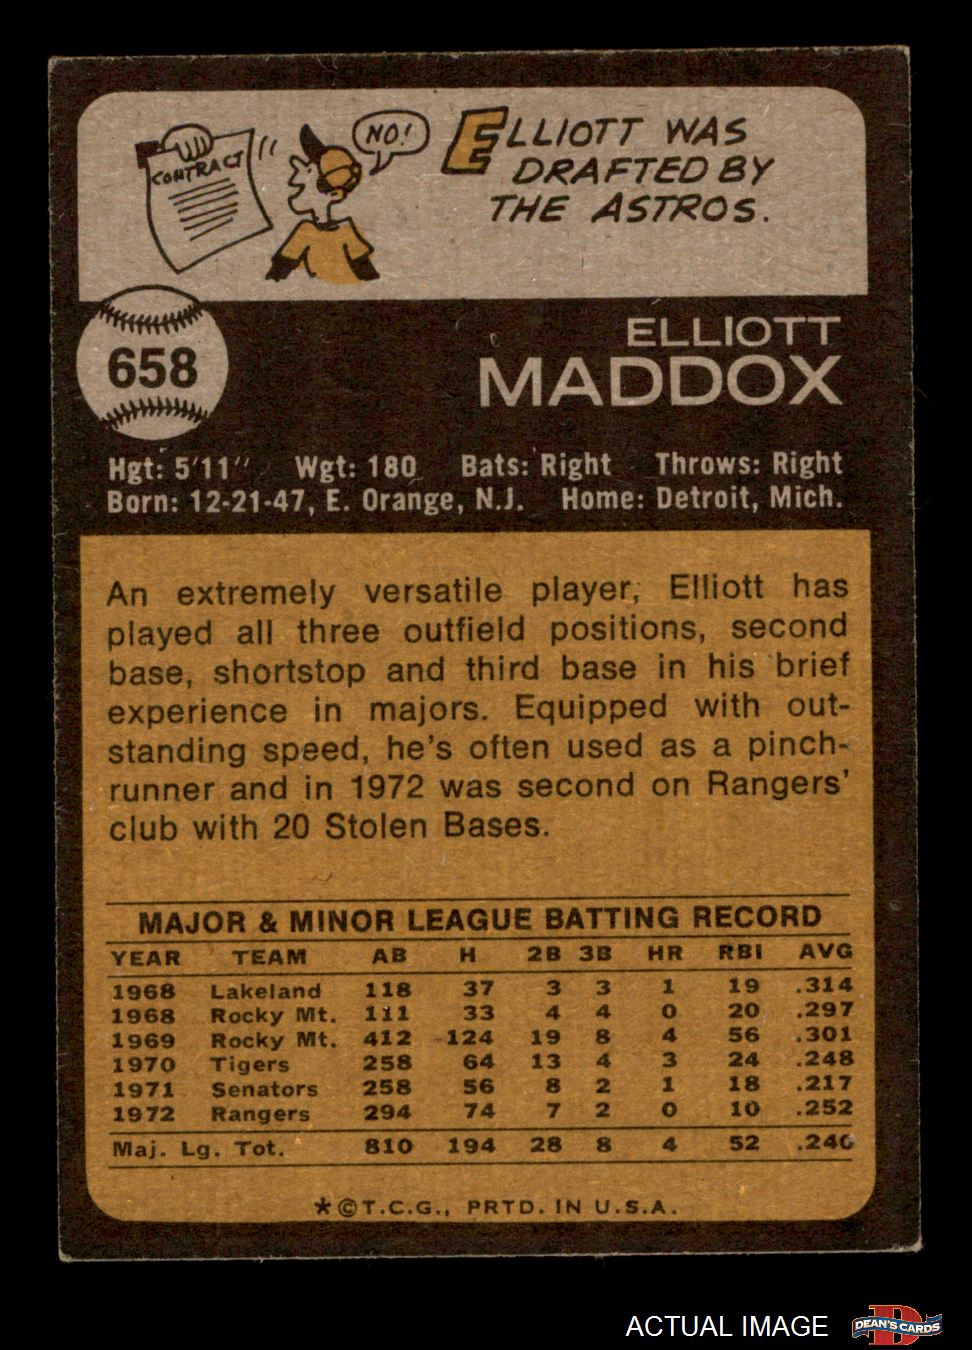 CONTRACT
NO!
ELLIOTT WAS
DRAFTED BY
THE ASTROS.
658
ELLIOTT
MADDOX
Hgt: 5'11" Wgt: 180 Bats: Right Throws: Right
Born: 12-21-47, E. Orange, N.J. Home: Detroit, Mich.
An extremely versatile player, Elliott has
played all three outfield positions, second
base, shortstop and third base in his brief
experience in majors. Equipped with out-
standing speed, he's often used as a pinch-
runner and in 1972 was second on Rangers'
club with 20 Stolen Bases.
MAJOR & MINOR LEAGUE BATTING RECORD
YEAR TEAM AB H 2B 3B HR RBI AVG
1968 Lakeland 118 37 3 3 1 19 .314
1968 Rocky Mt. 111 33 4 4 0 20 .297
1969 Rocky Mt. 412 124 19 8 4 56 .301
1970 Tigers 258 64 13 4 3 24 .248
1971 Senators 258 56 8 2 1 18 .217
1972 Rangers 294 74 7 2 0 10 .252
Maj. Lg. Tot. 810 194 28 8 4 52 .240
*©T.C.G., PRTD. IN U.S.A.
ACTUAL IMAGE
D
DEAN'S CARDS